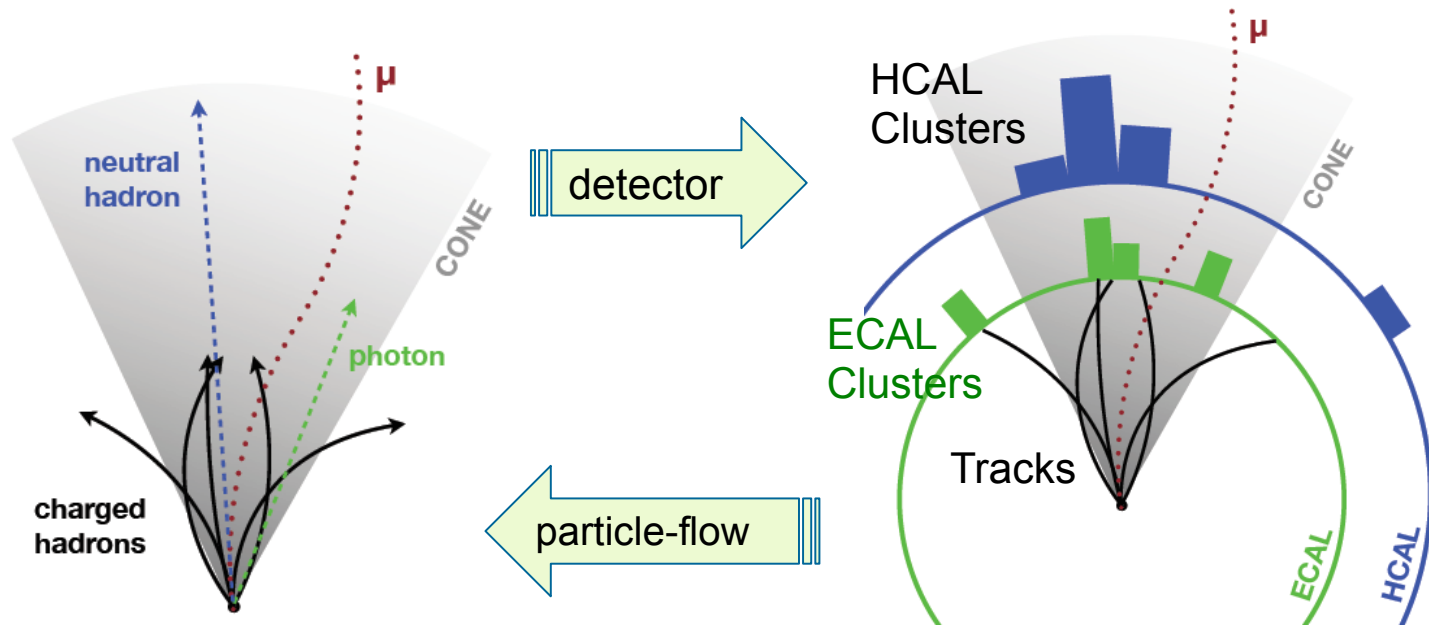 μ
neutral
hadron
CONE
photon
charged
hadrons
detector
particle-flow
μ
HCAL
Clusters
CONE
ECAL
Clusters
Tracks
ECAL
HCAL